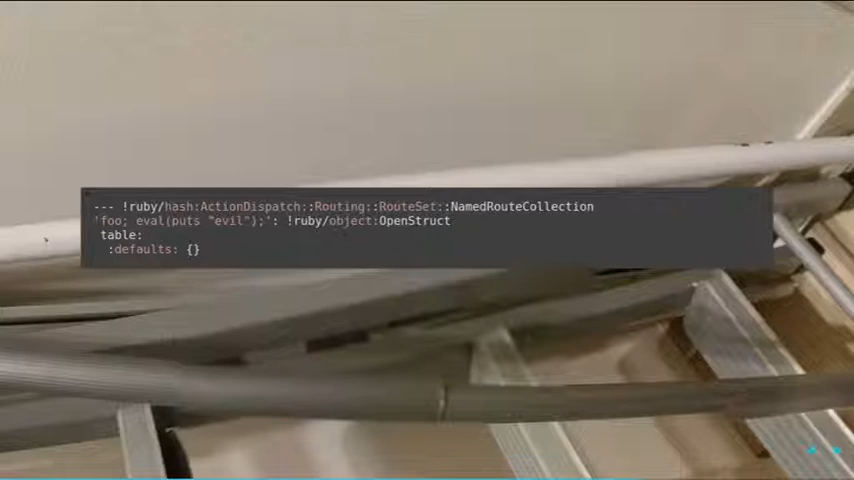 --- !ruby/hash:ActionDispatch::Routing::RouteSet::NamedRouteCollection
'foo; eval(puts "evil");': !ruby/object:OpenStruct
table:
:defaults: {}